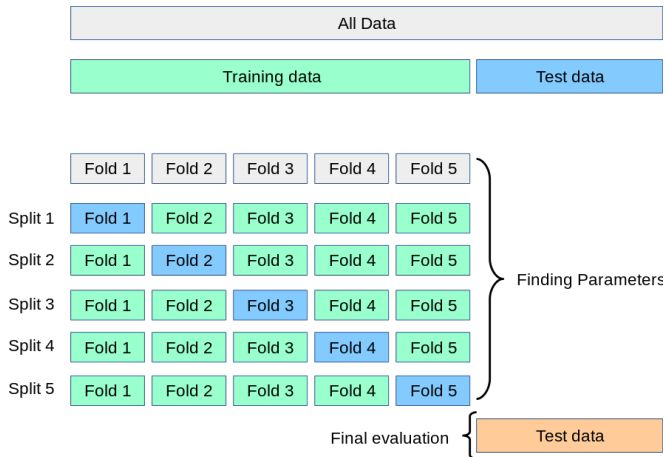 All Data
Training data Test data
Fold 1 Fold 2 Fold 3 Fold 4 Fold 5
Split 1 Fold 1 Fold 2 Fold 3 Fold 4 Fold 5
Split 2 Fold 1 Fold 2 Fold 3 Fold 4 Fold 5
Finding Parameters
Split 3 Fold 1 Fold 2 Fold 3 Fold 4 Fold 5
Split 4 Fold 1 Fold 2 Fold 3 Fold 4 Fold 5
Split 5 Fold 1 Fold 2 Fold 3 Fold 4 Fold 5
Final evaluation Test data